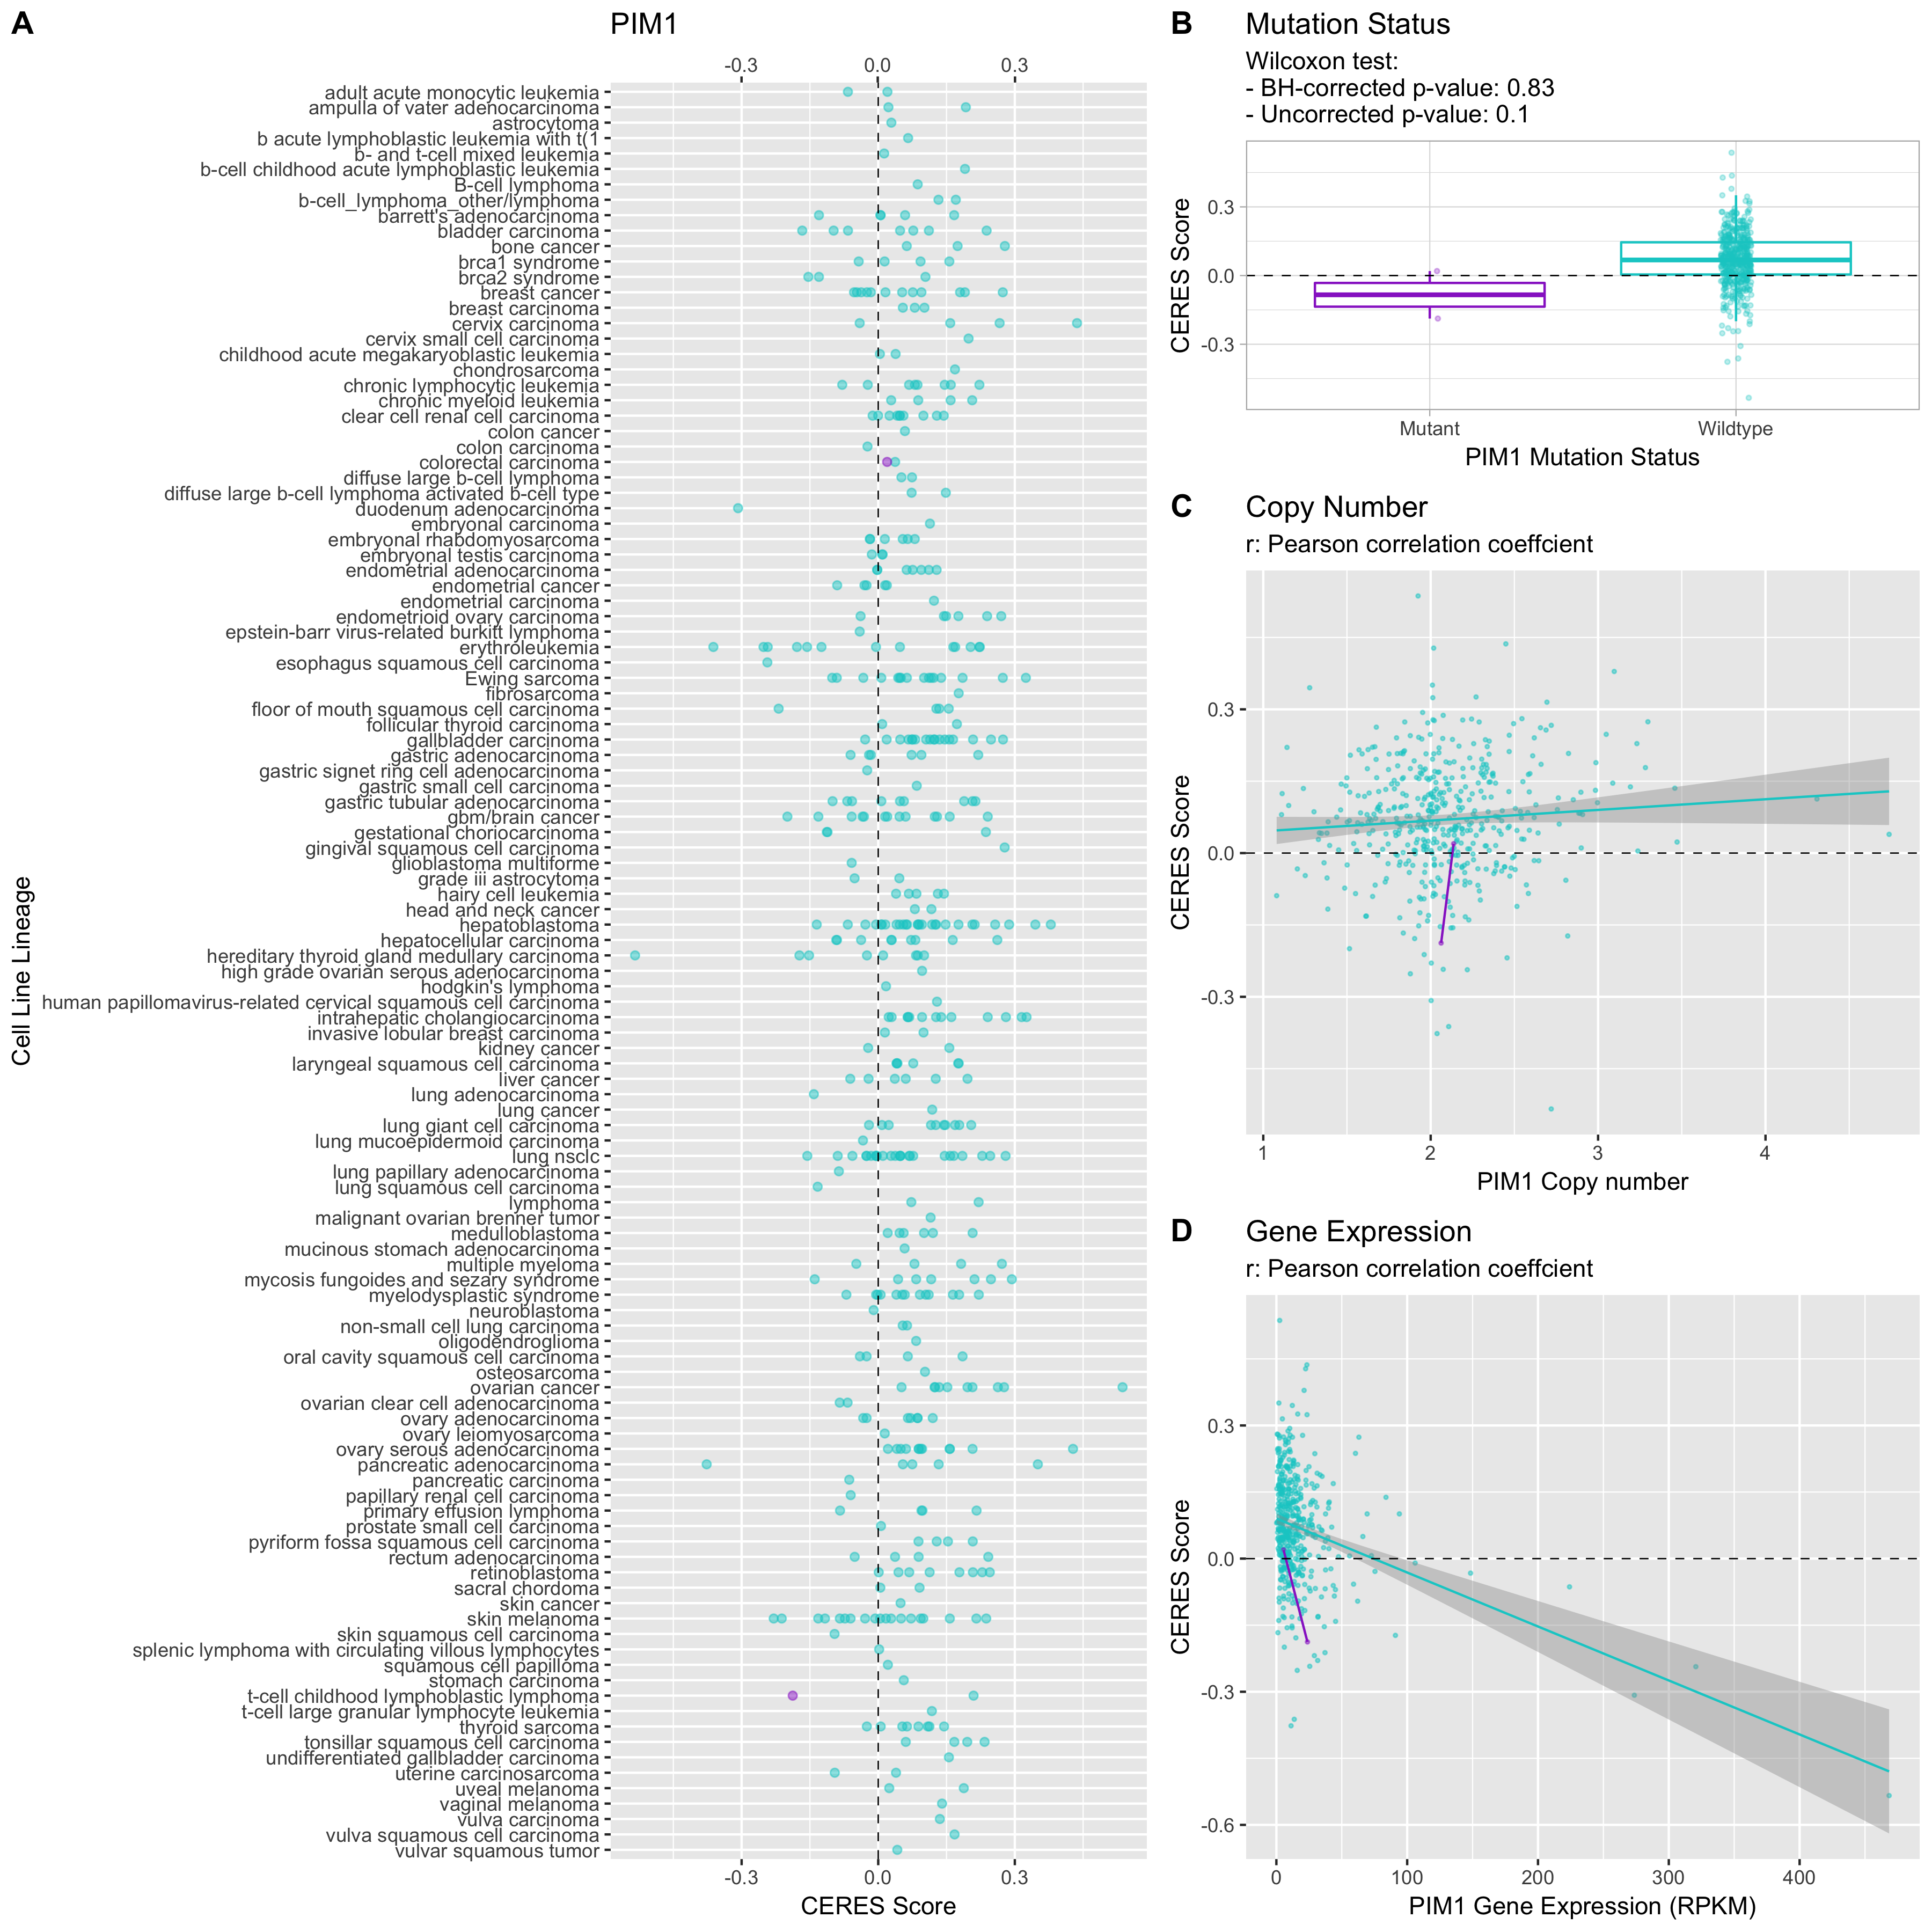 A
PIM1
-0.3
0.0
0.3
Cell Line Lineage
adult acute monocytic leukemia
ampulla of vater adenocarcinoma
astrocytoma
b acute lymphoblastic leukemia with t(1
b- and t-cell mixed leukemia
b-cell childhood acute lymphoblastic leukemia
B-cell lymphoma
b-cell_lymphoma_other/lymphoma
barrett's adenocarcinoma
bladder carcinoma
bone cancer
brca1 syndrome
brca2 syndrome
breast cancer
breast carcinoma
cervix carcinoma
cervix small cell carcinoma
childhood acute megakaryoblastic leukemia
chondrosarcoma
chronic lymphocytic leukemia
chronic myeloid leukemia
clear cell renal cell carcinoma
colon cancer
colon carcinoma
colorectal carcinoma
diffuse large b-cell lymphoma
diffuse large b-cell lymphoma activated b-cell type
duodenum adenocarcinoma
embryonal carcinoma
embryonal rhabdomyosarcoma
embryonal testis carcinoma
endometrial adenocarcinoma
endometrial cancer
endometrial carcinoma
endometrioid ovary carcinoma
epstein-barr virus-related burkitt lymphoma
erythroleukemia
esophagus squamous cell carcinoma
Ewing sarcoma
fibrosarcoma
floor of mouth squamous cell carcinoma
follicular thyroid carcinoma
gallbladder carcinoma
gastric adenocarcinoma
gastric signet ring cell adenocarcinoma
gastric small cell carcinoma
gastric tubular adenocarcinoma
gbm/brain cancer
gestational choriocarcinoma
gingival squamous cell carcinoma
glioblastoma multiforme
grade iii astrocytoma
hairy cell leukemia
head and neck cancer
hepatoblastoma
hepatocellular carcinoma
hereditary thyroid gland medullary carcinoma
high grade ovarian serous adenocarcinoma
hodgkin's lymphoma
human papillomavirus-related cervical squamous cell carcinoma
intrahepatic cholangiocarcinoma
invasive lobular breast carcinoma
kidney cancer
laryngeal squamous cell carcinoma
liver cancer
lung adenocarcinoma
lung cancer
lung giant cell carcinoma
lung mucoepidermoid carcinoma
lung nsclc
lung papillary adenocarcinoma
lung squamous cell carcinoma
lymphoma
malignant ovarian brenner tumor
medulloblastoma
mucinous stomach adenocarcinoma
multiple myeloma
mycosis fungoides and sezary syndrome
myelodysplastic syndrome
neuroblastoma
non-small cell lung carcinoma
oligodendroglioma
oral cavity squamous cell carcinoma
osteosarcoma
ovarian cancer
ovarian clear cell adenocarcinoma
ovary adenocarcinoma
ovary leiomyosarcoma
ovary serous adenocarcinoma
pancreatic adenocarcinoma
pancreatic carcinoma
papillary renal cell carcinoma
primary effusion lymphoma
prostate small cell carcinoma
pyriform fossa squamous cell carcinoma
rectum adenocarcinoma
retinoblastoma
sacral chordoma
skin cancer
skin melanoma
skin squamous cell carcinoma
splenic lymphoma with circulating villous lymphocytes
squamous cell papilloma
stomach carcinoma
t-cell childhood lymphoblastic lymphoma
t-cell large granular lymphocyte leukemia
thyroid sarcoma
tonsillar squamous cell carcinoma
undifferentiated gallbladder carcinoma
uterine carcinosarcoma
uveal melanoma
vaginal melanoma
vulva carcinoma
vulva squamous cell carcinoma
vulvar squamous tumor
-0.3
0.0
0.3
CERES Score
B
Mutation Status
Wilcoxon test:
- BH-corrected p-value: 0.83
- Uncorrected p-value: 0.1
CERES Score
0.3
0.0
-0.3
Mutant
Wildtype
PIM1 Mutation Status
C
Copy Number
r: Pearson correlation coeffcient
CERES Score
0.3
0.0
-0.3
1
2
3
4
PIM1 Copy number
D
Gene Expression
r: Pearson correlation coeffcient
CERES Score
0.3
0.0
-0.3
-0.6
0
100
200
300
400
PIM1 Gene Expression (RPKM)